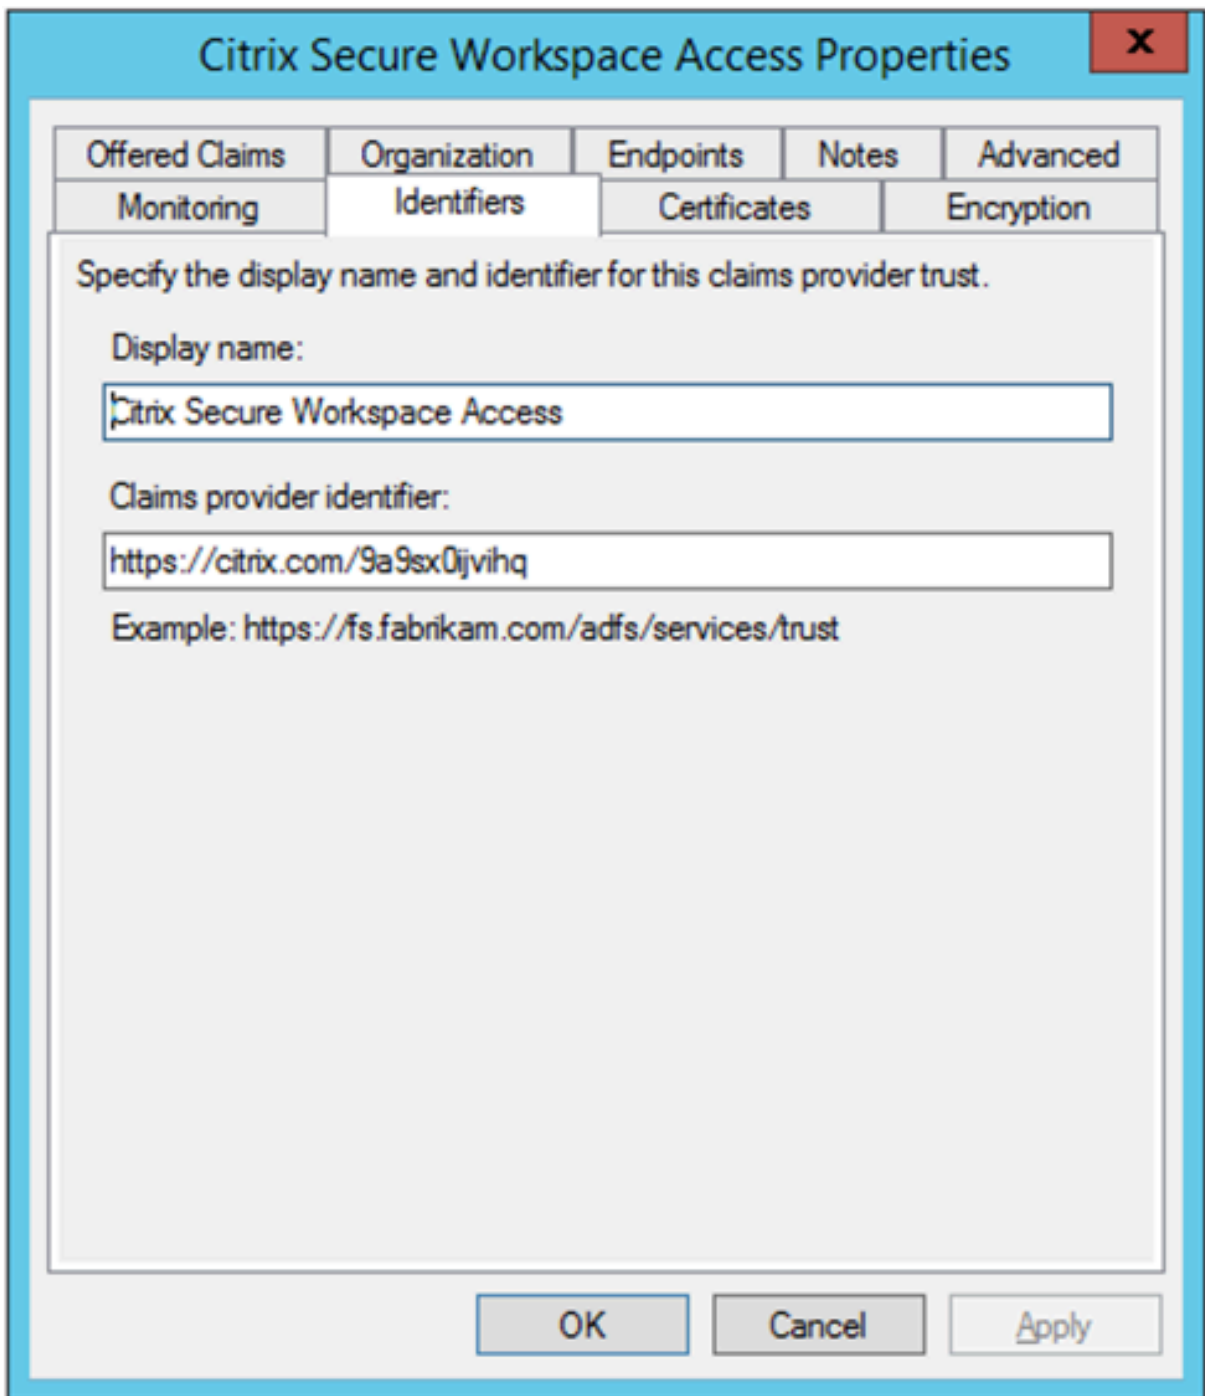 Citrix Secure Workspace Access Properties
x
Offered Claims Organization Endpoints Notes Advanced
Monitoring Identifiers Certificates Encryption
Specify the display name and identifier for this claims provider trust.
Display name:
Citrix Secure Workspace Access
Claims provider identifier:
https://citrix.com/9a9sx0ijvihq
Example: https://fs.fabrikam.com/adfs/services/trust
OK Cancel Apply